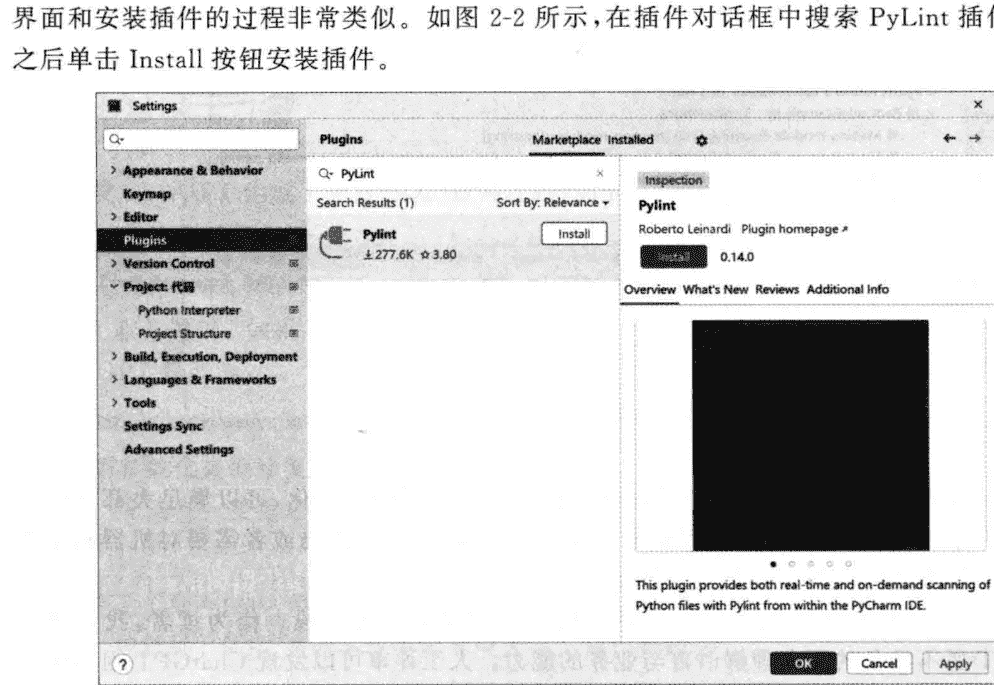 界面和安装插件的过程非常类似。如图 2-2 所示,在插件对话框中搜索 PyLint 插
之后单击 Install 按钮安装插件。
Settings
Plugins
Marketplace Installed
Appearance & Behavior
Keymap
Editor
Plugins
Version Control
Project: 代码
Python Interpreter
Project Structure
Build, Execution, Deployment
Languages & Frameworks
Tools
Settings Sync
Advanced Settings
PyLint
Search Results (1) Sort By: Relevance
Pylint
277.6K ☆3.80
Install
Inspection
Pylint
Roberto Leinardi Plugin homepage
Install 0.14.0
Overview What's New Reviews Additional Info
This plugin provides both real-time and on-demand scanning of
Python files with Pylint from within the PyCharm IDE.
?
OK Cancel Apply